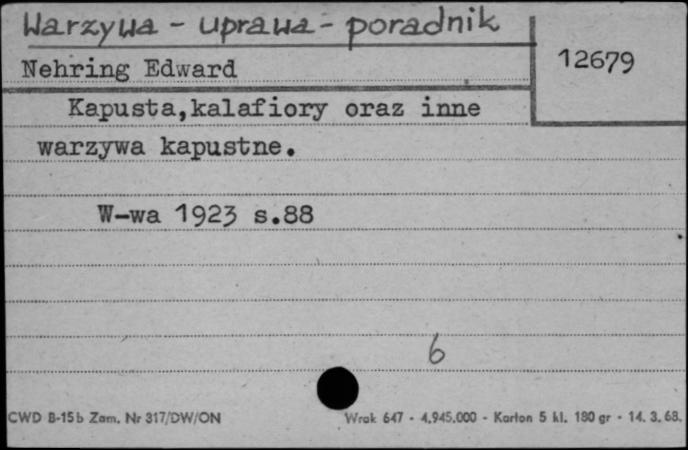 Warzywa - uprawa - poradnik
12679
Nehring Edward
Kapusta,kalafiory oraz inne
warzywa kapustne.
W-wa 1923 s.88
6
CWD B-15b Zam. Nr 317/DW/ON Wrak 647 - 4.945.000 - Karton 5 kl. 180 gr - 14. 3. 68.